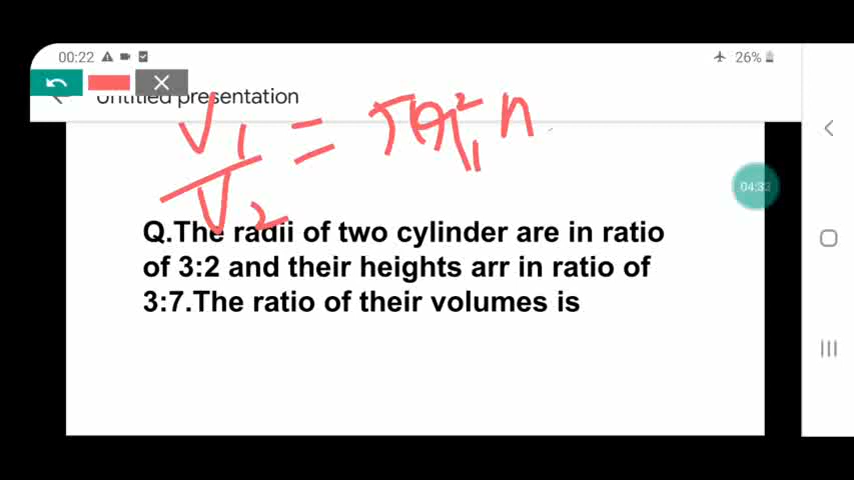 00:22 26%
Untitled presentation
V1/V2 = πr1²h
04:33
Q.The radii of two cylinder are in ratio
of 3:2 and their heights arr in ratio of
3:7.The ratio of their volumes is